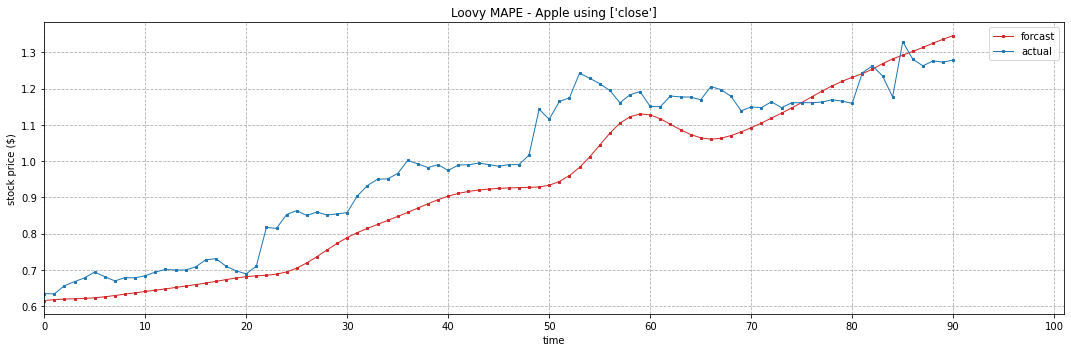 Loovy MAPE - Apple using ['close']
forcast
actual
stock price ($)
1.3
1.2
1.1
1.0
0.9
0.8
0.7
0.6
0 10 20 30 40 50 60 70 80 90 100
time